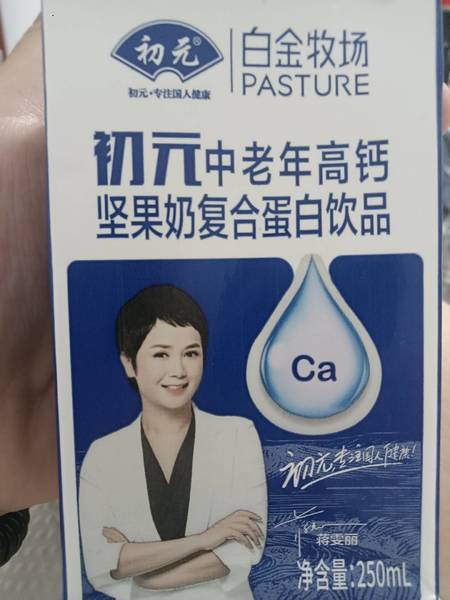 初元®
初元·专注国人健康
白金牧场
PASTURE
初元中老年高钙
坚果奶复合蛋白饮品
Ca
初元专注国人健康!
蒋雯丽
净含量:250mL